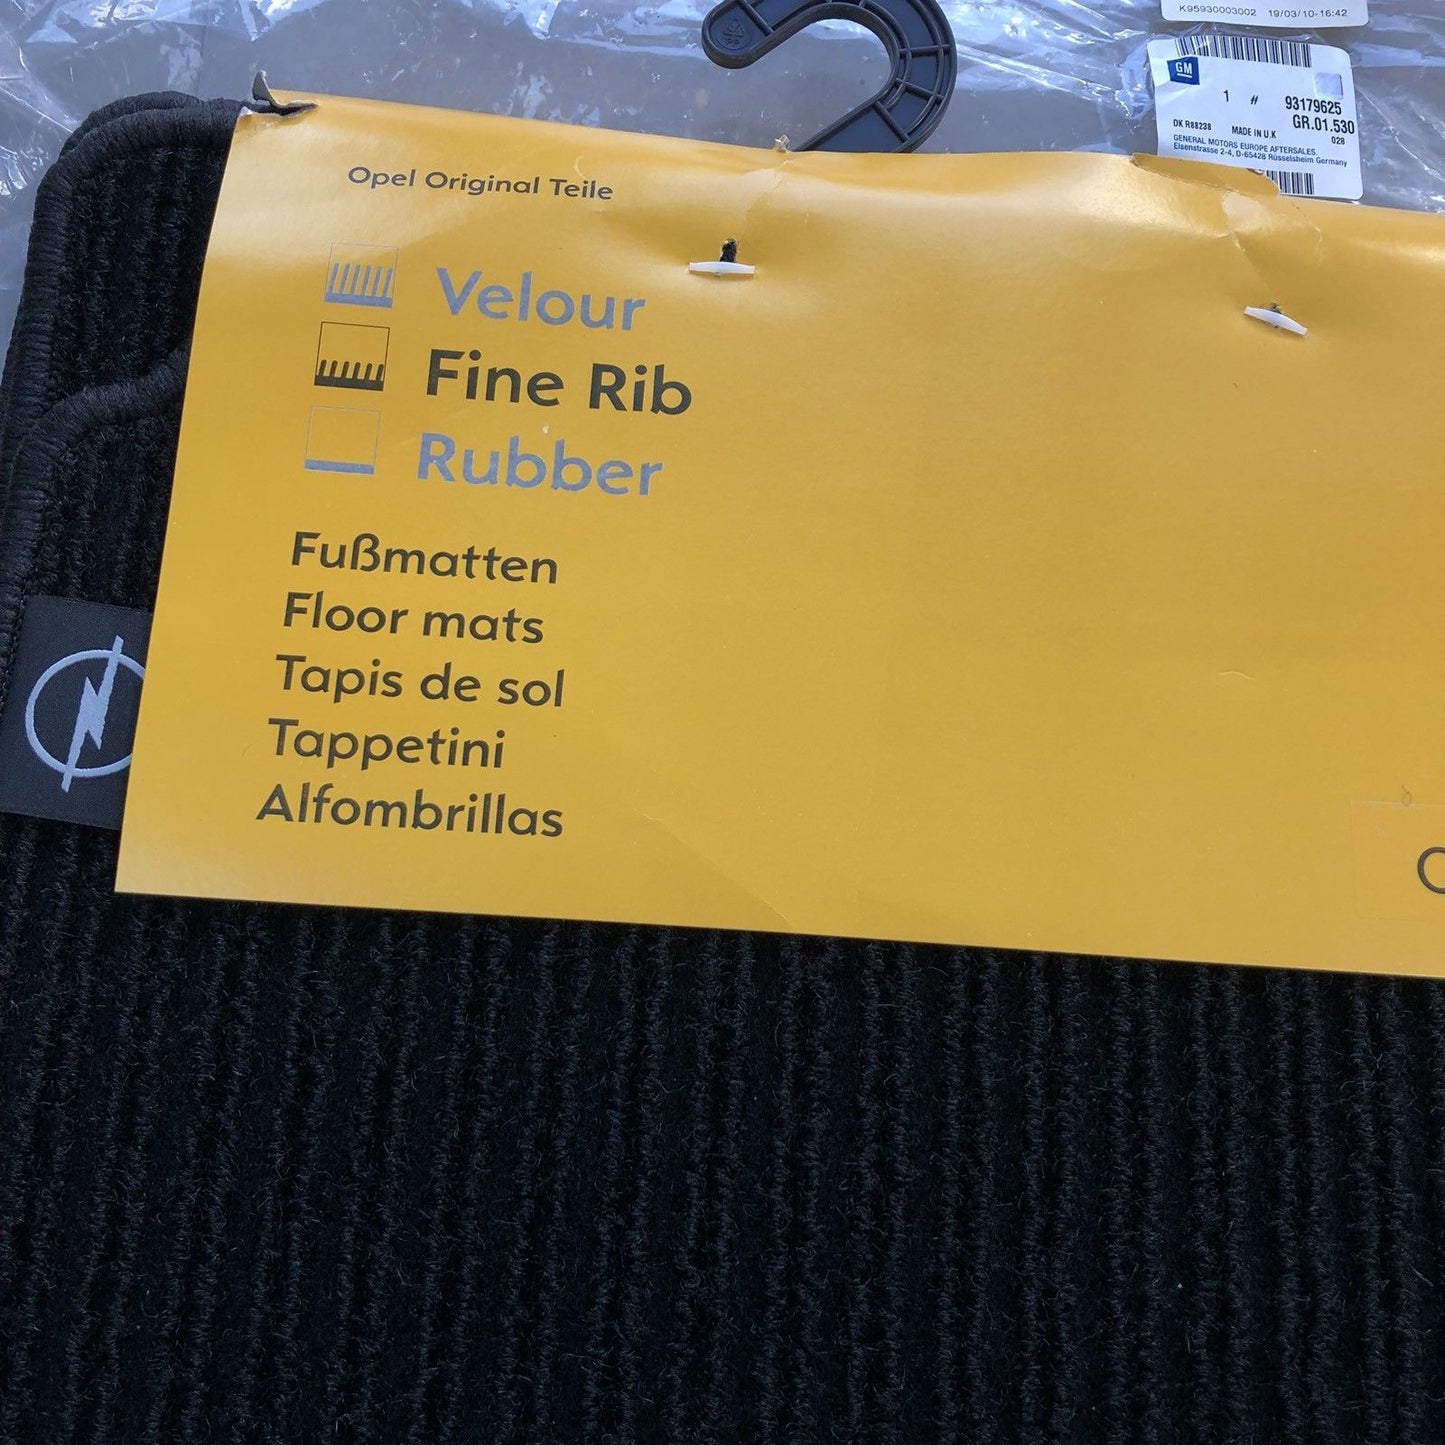 K95930003002 19/03/10-16:42
GM
1 # 93179625
GR.01.530
DK R88238 MADE IN U.K 028
GENERAL MOTORS EUROPE AFTERSALES.
Eisenstrasse 2-4, D-65428 Rüsselsheim Germany
Opel Original Teile
Velour
Fine Rib
Rubber
Fußmatten
Floor mats
Tapis de sol
Tappetini
Alfombrillas